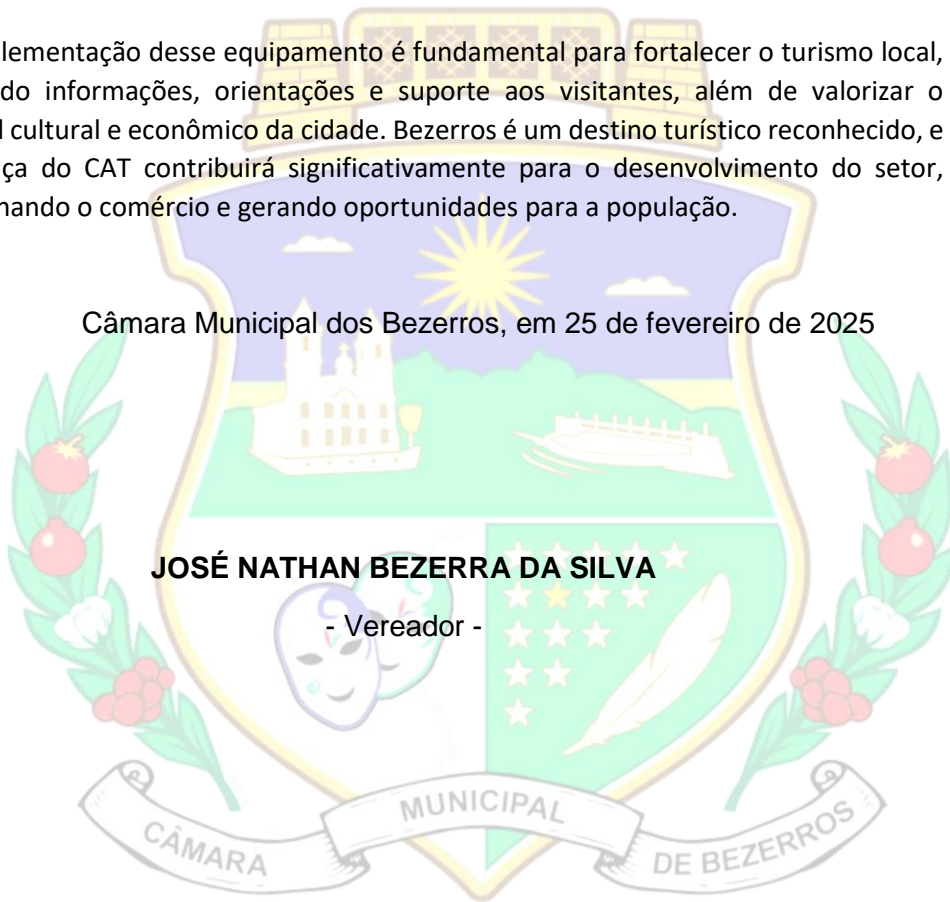 lementação desse equipamento é fundamental para fortalecer o turismo local,
do informações, orientações e suporte aos visitantes, além de valorizar o
l cultural e econômico da cidade. Bezerros é um destino turístico reconhecido, e
ça do CAT contribuirá significativamente para o desenvolvimento do setor,
nando o comércio e gerando oportunidades para a população.
Câmara Municipal dos Bezerros, em 25 de fevereiro de 2025
JOSÉ NATHAN BEZERRA DA SILVA
- Vereador -
CÂMARA MUNICIPAL DE BEZERROS